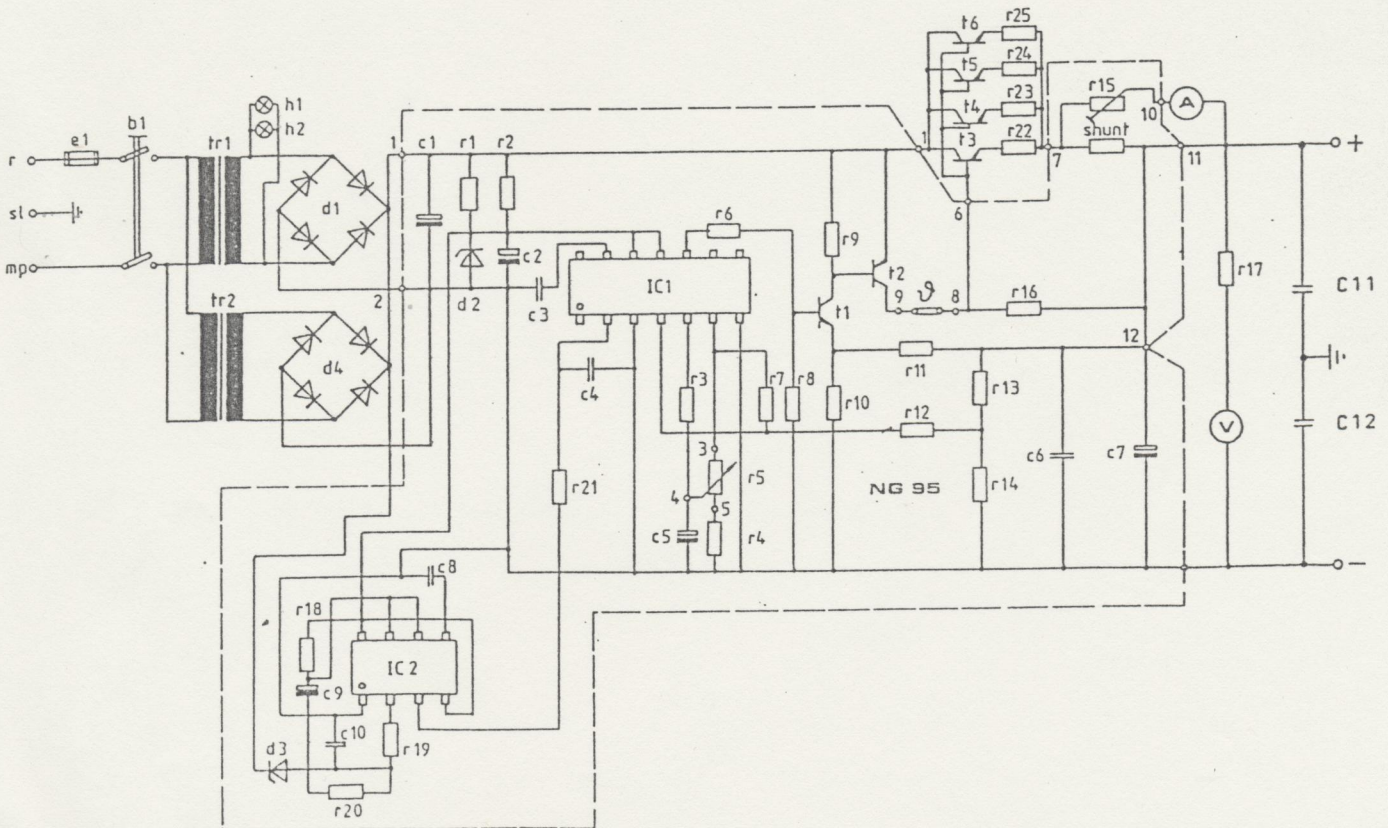 t6 r25
t5 r24
t4 r23
t3 r22
h1
h2
e1 b1
tr1
r
sl
mp
d1
1 c1 r1 r2
1
7
r15
shunt
10
A
11
+
6
r6
r9
c2
d2
2
c3
IC1
t2
9 ϑ 8
t1
r16
r17
C11
12
tr2
d4
c4
r3
r7
r8
r10
r11
r12
r13
3
r5
4
5
r4
c5
r14
c6
c7
V
C12
NG 95
r21
−
c8
r18
IC 2
c9
c10
r19
d3
r20